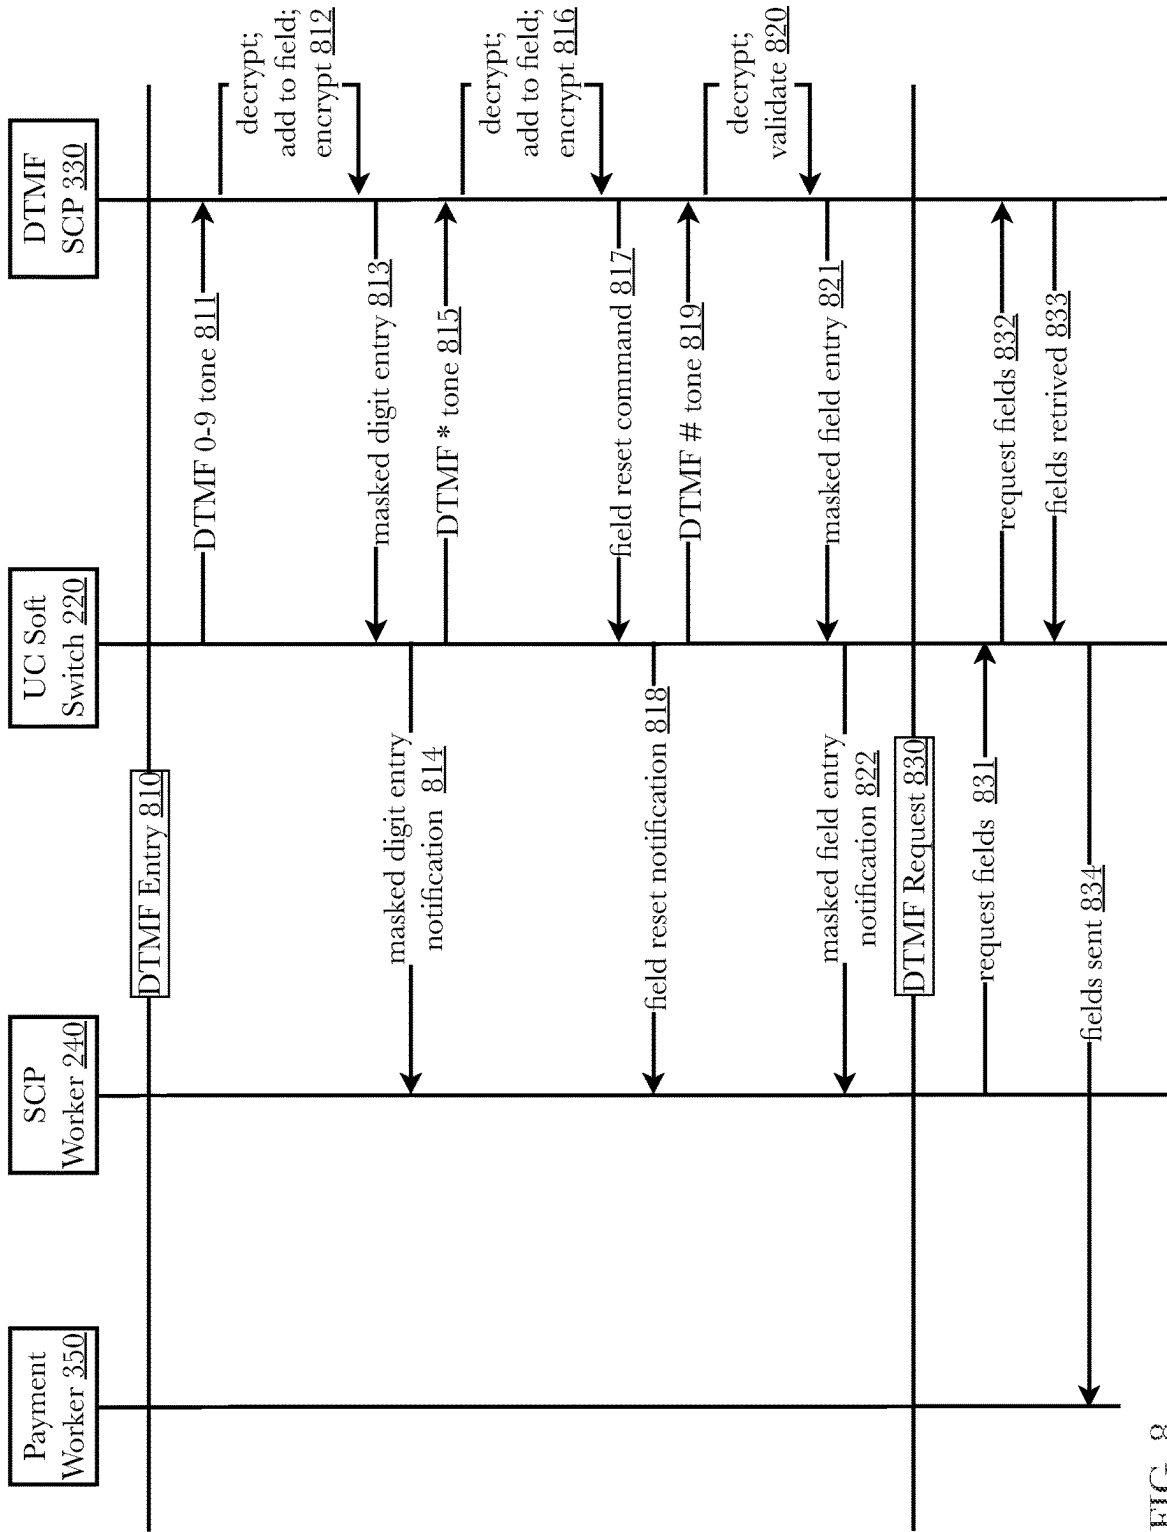 Payment
Worker 350
SCP
Worker 240
UC Soft
Switch 220
DTMF
SCP 330
DTMF Entry 810
DTMF 0-9 tone 811
decrypt;
add to field;
encrypt 812
masked digit entry 813
masked digit entry
notification 814
DTMF * tone 815
decrypt;
add to field;
encrypt 816
field reset command 817
field reset notification 818
DTMF # tone 819
decrypt;
validate 820
masked field entry 821
masked field entry
notification 822
DTMF Request 830
request fields 831
request fields 832
fields retrived 833
fields sent 834
FIG. 8